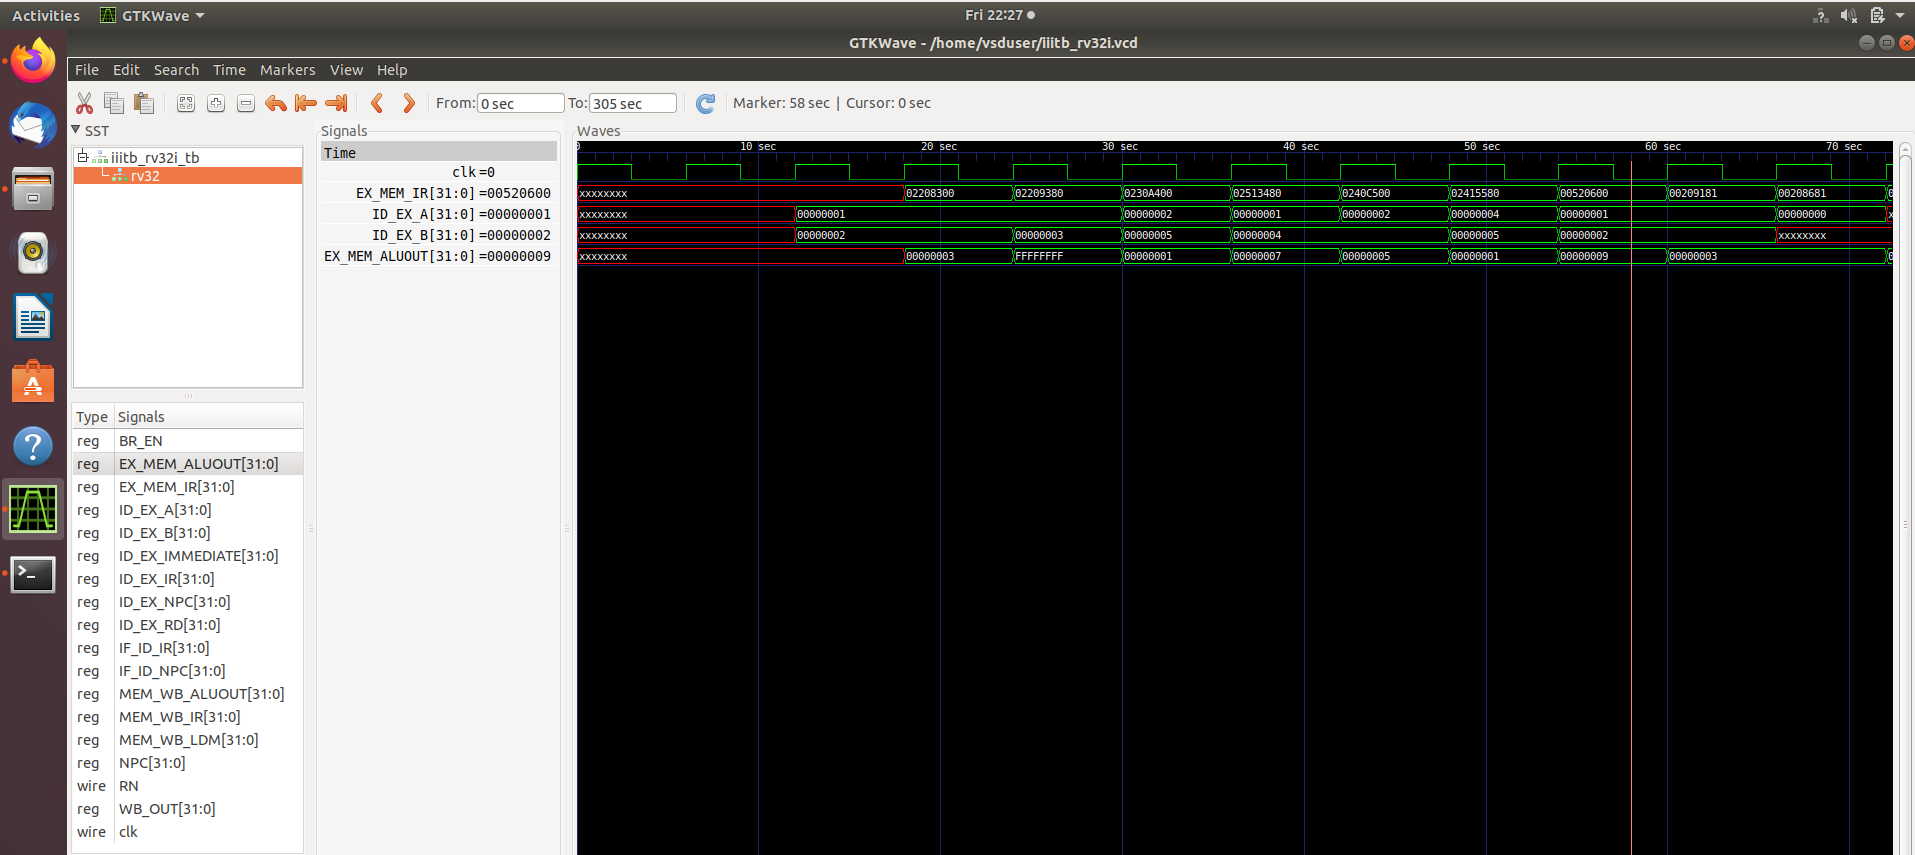 Activities GTKWave Fri 22:27
GTKWave - /home/vsduser/iiitb_rv32i.vcd
File Edit Search Time Markers View Help
From: 0 sec To: 305 sec Marker: 58 sec | Cursor: 0 sec
SST
iiitb_rv32i_tb
rv32
Type Signals
reg BR_EN
reg EX_MEM_ALUOUT[31:0]
reg EX_MEM_IR[31:0]
reg ID_EX_A[31:0]
reg ID_EX_B[31:0]
reg ID_EX_IMMEDIATE[31:0]
reg ID_EX_IR[31:0]
reg ID_EX_NPC[31:0]
reg ID_EX_RD[31:0]
reg IF_ID_IR[31:0]
reg IF_ID_NPC[31:0]
reg MEM_WB_ALUOUT[31:0]
reg MEM_WB_IR[31:0]
reg MEM_WB_LDM[31:0]
reg NPC[31:0]
wire RN
reg WB_OUT[31:0]
wire clk
Signals
Time
clk =0
EX_MEM_IR[31:0] =00520600
ID_EX_A[31:0] =00000001
ID_EX_B[31:0] =00000002
EX_MEM_ALUOUT[31:0] =00000009
Waves
0 10 sec 20 sec 30 sec 40 sec 50 sec 60 sec 70 sec
xxxxxxxx 02208300 02209380 0230A400 02513480 0240C500 02415580 00520600 00209181 00208681 0
xxxxxxxx 00000001 00000002 00000001 00000002 00000004 00000001 00000000 x
xxxxxxxx 00000002 00000003 00000005 00000004 00000005 00000002 xxxxxxxx
xxxxxxxx 00000003 FFFFFFFF 00000001 00000007 00000005 00000001 00000009 00000003 0